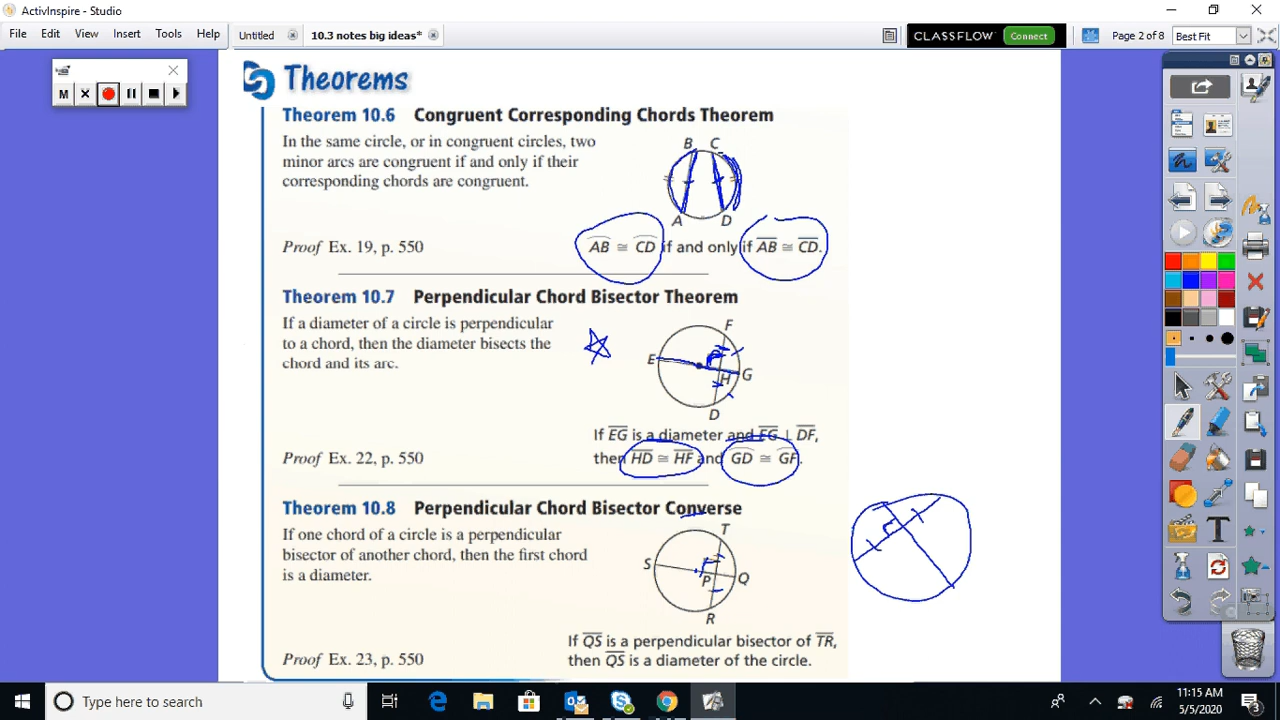 ActivInspire - Studio
File Edit View Insert Tools Help
Untitled
10.3 notes big ideas*
CLASSFLOW Connect
Page 2 of 8
Best Fit
M
Theorems
Theorem 10.6 Congruent Corresponding Chords Theorem
In the same circle, or in congruent circles, two
minor arcs are congruent if and only if their
corresponding chords are congruent.
B C
A D
Proof Ex. 19, p. 550
AB ≅ CD if and only if AB ≅ CD.
Theorem 10.7 Perpendicular Chord Bisector Theorem
If a diameter of a circle is perpendicular
to a chord, then the diameter bisects the
chord and its arc.
F
E
H G
D
If EG is a diameter and EG ⊥ DF,
then HD ≅ HF and GD ≅ GF.
Proof Ex. 22, p. 550
Theorem 10.8 Perpendicular Chord Bisector Converse
If one chord of a circle is a perpendicular
bisector of another chord, then the first chord
is a diameter.
T
S
P Q
R
If QS is a perpendicular bisector of TR,
then QS is a diameter of the circle.
Proof Ex. 23, p. 550
T
Type here to search
11:15 AM
5/5/2020
3